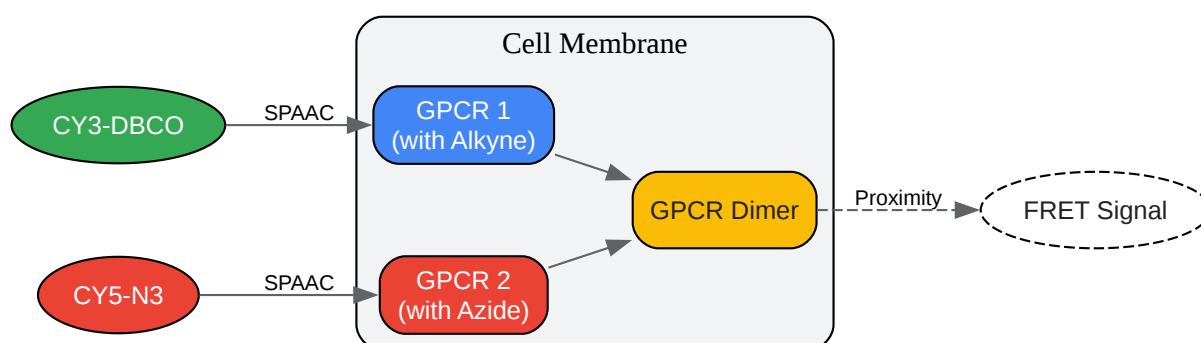 Cell Membrane
CY3-DBCO
SPAAC
GPCR 1
(with Alkyne)
GPCR Dimer
Proximity
FRET Signal
CY5-N3
SPAAC
GPCR 2
(with Azide)